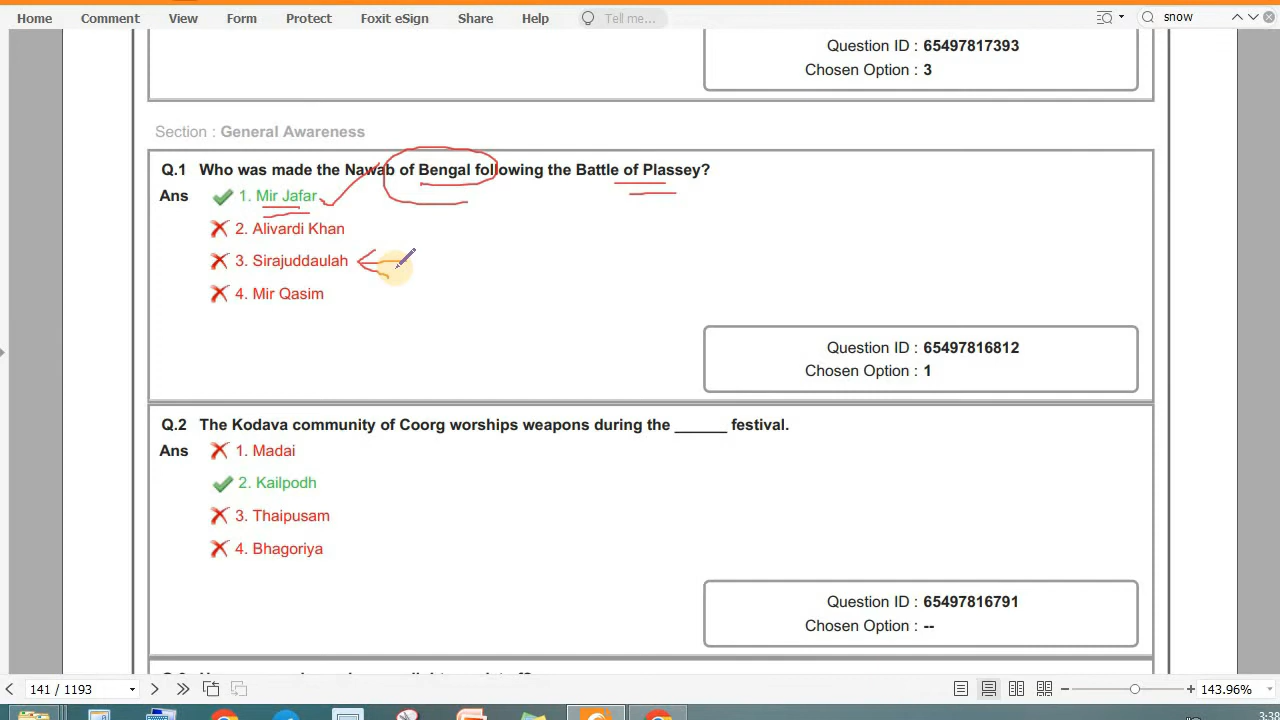 Home Comment View Form Protect Foxit eSign Share Help Tell me... snow
Question ID : 65497817393
Chosen Option : 3
Section : General Awareness
Q.1 Who was made the Nawab of Bengal following the Battle of Plassey?
Ans 1. Mir Jafar
2. Alivardi Khan
3. Sirajuddaulah
4. Mir Qasim
Question ID : 65497816812
Chosen Option : 1
Q.2 The Kodava community of Coorg worships weapons during the ______ festival.
Ans 1. Madai
2. Kailpodh
3. Thaipusam
4. Bhagoriya
Question ID : 65497816791
Chosen Option : --
141 / 1193 143.96%